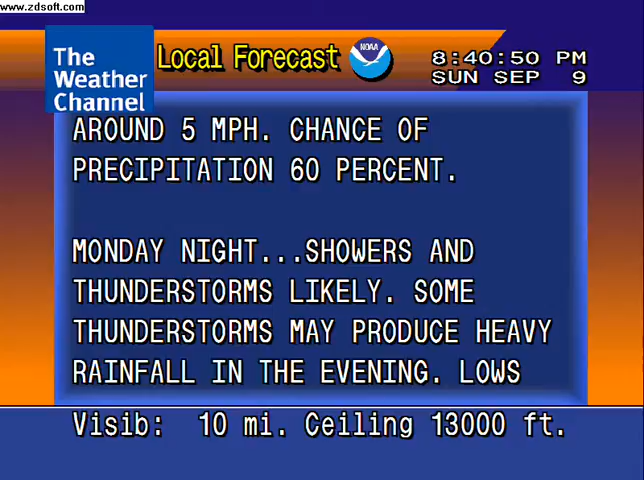 www.zdsoft.com
The
Weather
Channel
Local Forecast
NOAA
8:40:50 PM
SUN SEP 9
AROUND 5 MPH. CHANCE OF
PRECIPITATION 60 PERCENT.
MONDAY NIGHT...SHOWERS AND
THUNDERSTORMS LIKELY. SOME
THUNDERSTORMS MAY PRODUCE HEAVY
RAINFALL IN THE EVENING. LOWS
Visib: 10 mi. Ceiling 13000 ft.